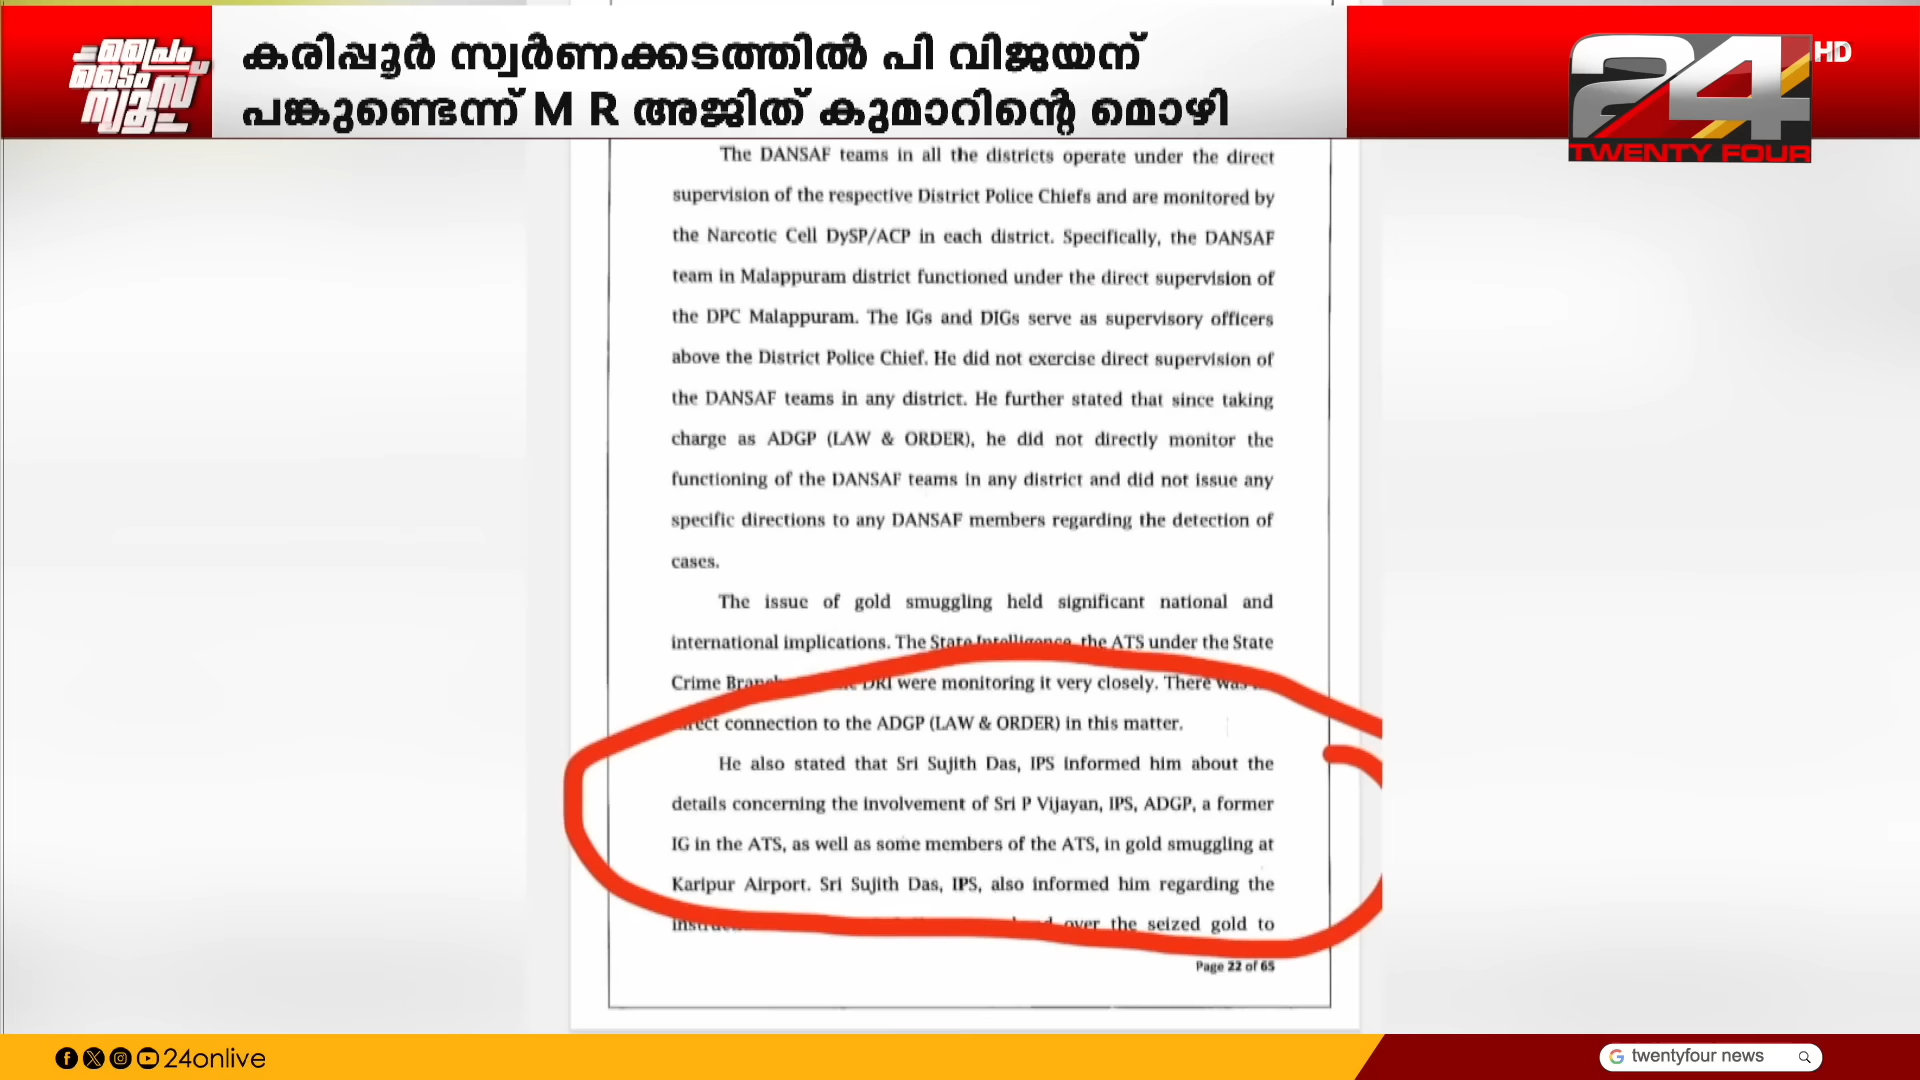 പ്രൈം ടൈം ന്യൂസ്
കരിപ്പൂർ സ്വർണക്കടത്തിൽ പി വിജയന്
പങ്കുണ്ടെന്ന് M R അജിത് കുമാറിന്റെ മൊഴി
24 HD
TWENTY FOUR
The DANSAF teams in all the districts operate under the direct
supervision of the respective District Police Chiefs and are monitored by
the Narcotic Cell DySP/ACP in each district. Specifically, the DANSAF
team in Malappuram district functioned under the direct supervision of
the DPC Malappuram. The IGs and DIGs serve as supervisory officers
above the District Police Chief. He did not exercise direct supervision of
the DANSAF teams in any district. He further stated that since taking
charge as ADGP (LAW & ORDER), he did not directly monitor the
functioning of the DANSAF teams in any district and did not issue any
specific directions to any DANSAF members regarding the detection of
cases.
The issue of gold smuggling held significant national and
international implications. The State Intelligence, the ATS under the State
Crime DRI were monitoring it very closely. There was
connection to the ADGP (LAW & ORDER) in this matter.
He also stated that Sri Sujith Das, IPS informed him about the
details concerning the involvement of Sri P Vijayan, IPS, ADGP, a former
IG in the ATS, as well as some members of the ATS, in gold smuggling at
Karipur Airport. Sri Sujith Das, IPS, also informed him regarding the
over the seized gold to
Page 22 of 65
24onlive
twentyfour news